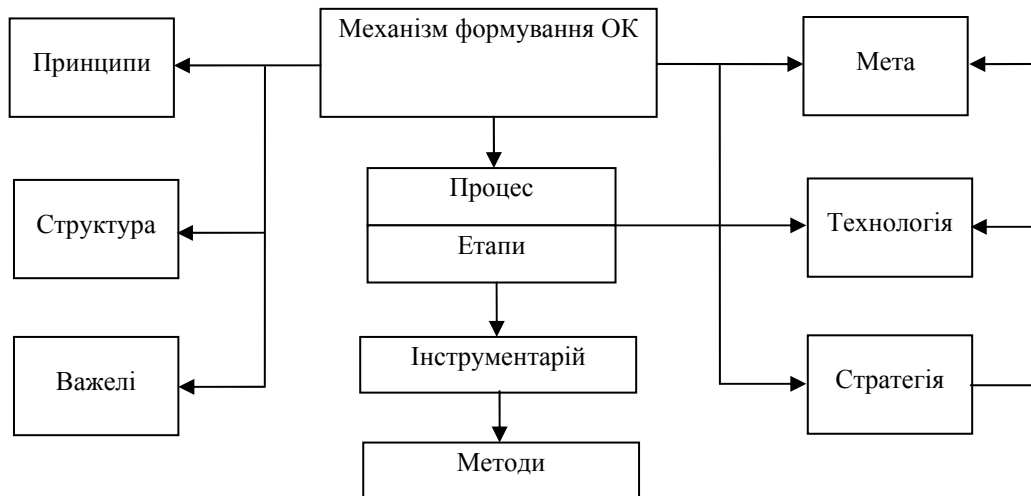 Механізм формування ОК
Принципи
Мета
Процес
Структура
Технологія
Етапи
Інструментарій
Важелі
Стратегія
Методи